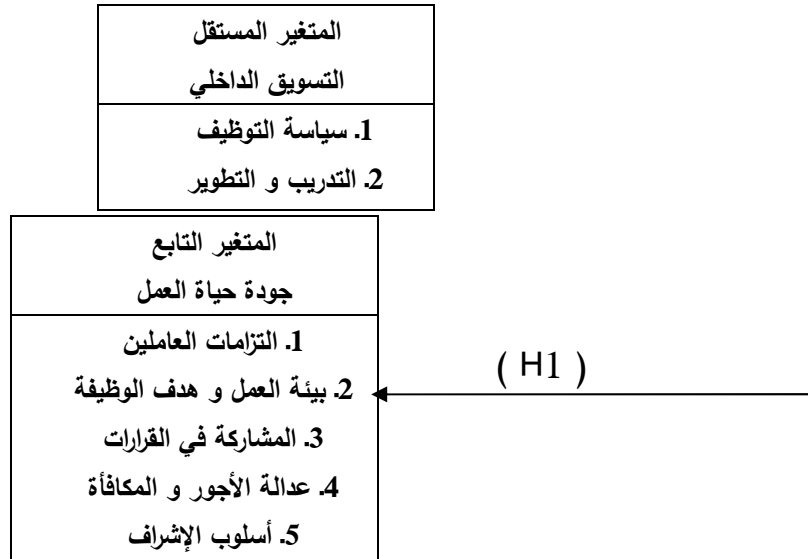 المتغير المستقل
التسويق الداخلي
1. سياسة التوظيف
2. التدريب و التطوير
المتغير التابع
جودة حياة العمل
1. التزامات العاملين
2. بيئة العمل و هدف الوظيفة
3. المشاركة في القرارات
4. عدالة الأجور و المكافأة
5. أسلوب الإشراف
( H1 )